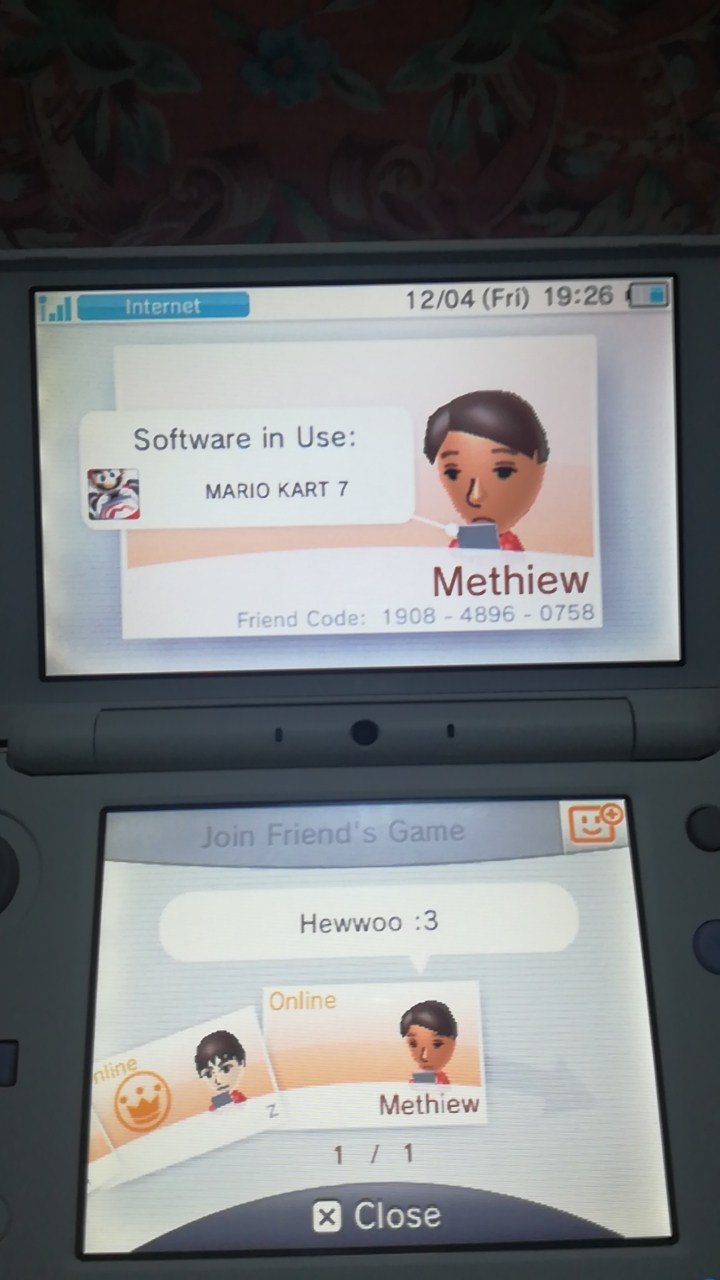 Internet
12/04 (Fri) 19:26
Software in Use:
MARIO KART 7
Methiew
Friend Code: 1908 - 4896 - 0758
Join Friend's Game
Hewwoo :3
Online
nline
z
Methiew
1 / 1
Close